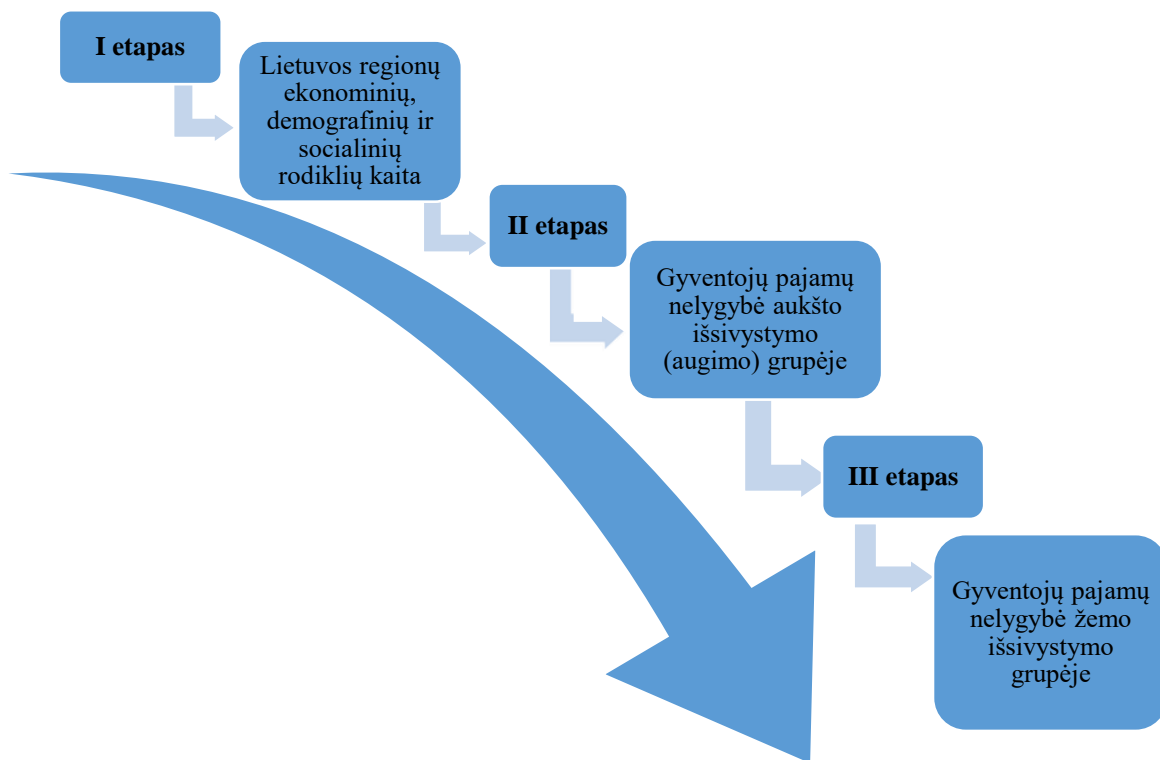 I etapas
Lietuvos regionų
ekonominių,
demografinių ir
socialinių
rodiklių kaita
II etapas
Gyventojų pajamų
nelygybė aukšto
išsivystymo
(augimo) grupėje
III etapas
Gyventojų pajamų
nelygybė žemo
išsivystymo
grupėje